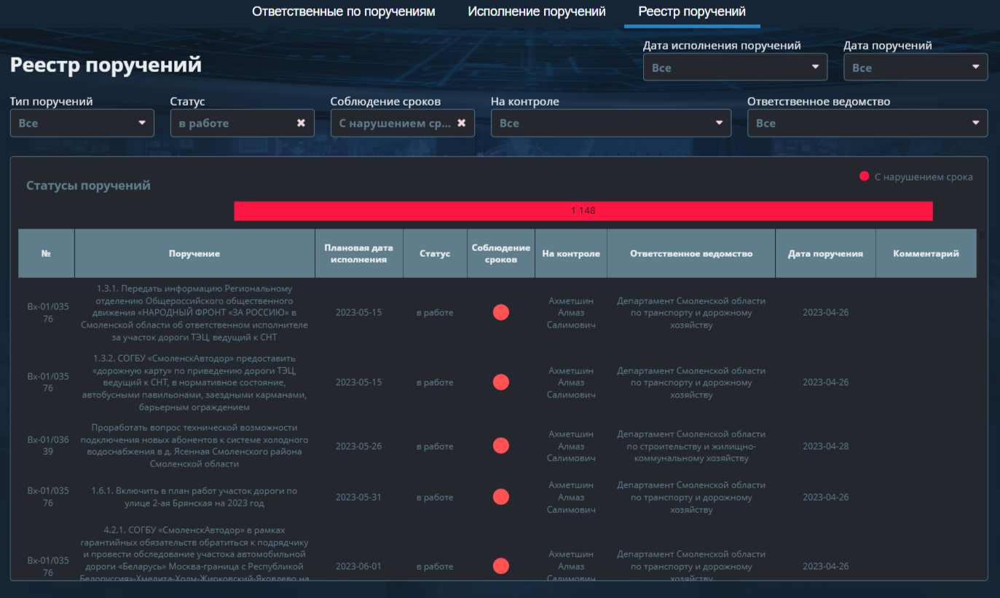 Ответственные по поручениям Исполнение поручений Реестр поручений
Реестр поручений
Дата исполнения поручений Дата поручений
Все Все
Тип поручений Статус Соблюдение сроков На контроле Ответственное ведомство
Все в работе С нарушением ср... Все Все
Статусы поручений
С нарушением срока
1 148
№ Поручение Плановая дата исполнения Статус Соблюдение сроков На контроле Ответственное ведомство Дата поручения Комментарий
Вх-01/035
76
1.3.1. Передать информацию Региональному
отделению Общероссийского общественного
движения «НАРОДНЫЙ ФРОНТ «ЗА РОССИЮ» в
Смоленской области об ответственном исполнителе
за участок дороги ТЭЦ, ведущий к СНТ
2023-05-15
в работе
Ахметшин
Алмаз
Салимович
Департамент Смоленской области
по транспорту и дорожному
хозяйству
2023-04-26
Вх-01/035
76
1.3.2. СОГБУ «СмоленскАвтодор» предоставить
«дорожную карту» по приведению дороги ТЭЦ,
ведущий к СНТ, в нормативное состояние,
автобусными павильонами, заездными карманами,
барьерным ограждением
2023-05-15
в работе
Ахметшин
Алмаз
Салимович
Департамент Смоленской области
по транспорту и дорожному
хозяйству
2023-04-26
Вх-01/036
39
Проработать вопрос технической возможности
подключения новых абонентов к системе холодного
водоснабжения в д. Ясенная Смоленского района
Смоленской области
2023-05-26
в работе
Ахметшин
Алмаз
Салимович
Департамент Смоленской области
по строительству и жилищно-
коммунальному хозяйству
2023-04-28
Вх-01/035
76
1.6.1. Включить в план работ участок дороги по
улице 2-ая Брянская на 2023 год
2023-05-31
в работе
Ахметшин
Алмаз
Салимович
Департамент Смоленской области
по транспорту и дорожному
хозяйству
2023-04-26
Вх-01/035
76
4.2.1. СОГБУ «СмоленскАвтодор» в рамках
гарантийных обязательств обратиться к подрядчику
и провести обследование участока автомобильной
дороги «Беларусь» Москва-граница с Республикой
Белоруссия»-Хмелита-Холм-Жирковский-Яковлево на
2023-06-01
в работе
Ахметшин
Алмаз
Салимович
Департамент Смоленской области
по транспорту и дорожному
хозяйству
2023-04-26